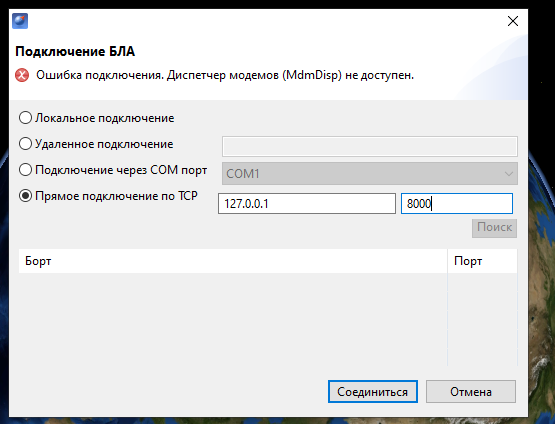 Подключение БЛА
Ошибка подключения. Диспетчер модемов (MdmDisp) не доступен.
Локальное подключение
Удаленное подключение
Подключение через COM порт COM1
Прямое подключение по TCP 127.0.0.1 8000
Поиск
Борт Порт
Соединиться Отмена